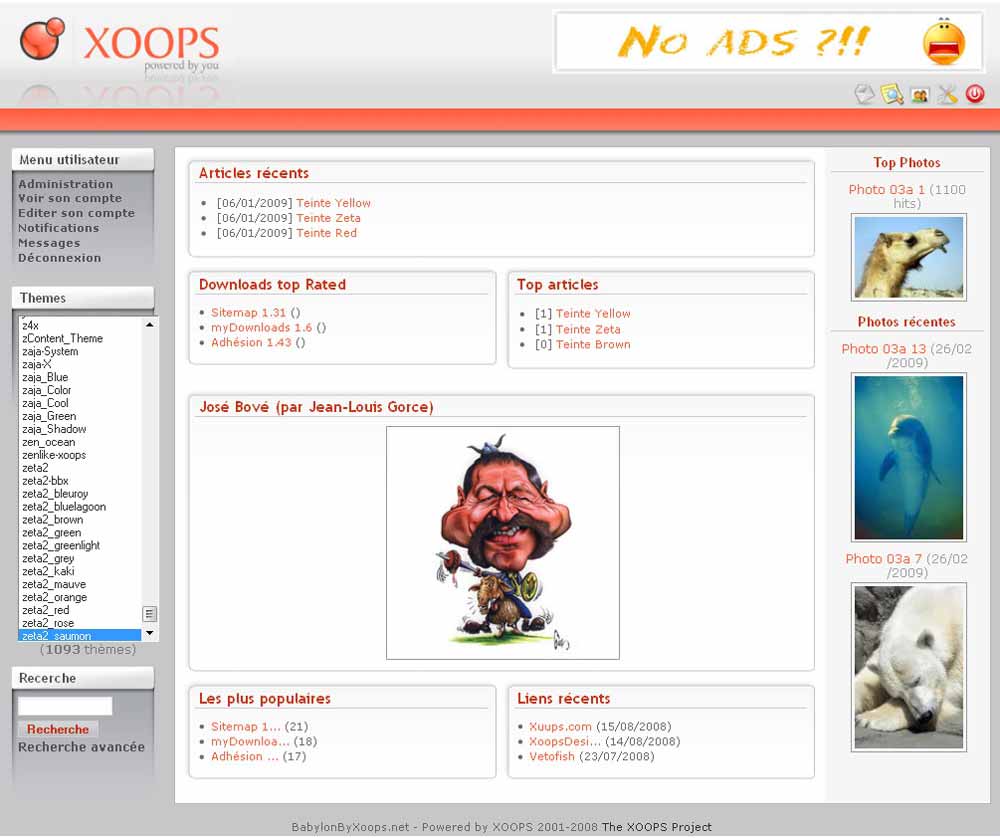 XOOPS
powered by you
No ADS ?!!
Menu utilisateur
Administration
Voir son compte
Editer son compte
Notifications
Messages
Déconnexion
Themes
z4x
zContent_Theme
zaja-System
zaja-X
zaja_Blue
zaja_Color
zaja_Cool
zaja_Green
zaja_Shadow
zen_ocean
zenlike-xoops
zeta2
zeta2-bbx
zeta2_bleuroy
zeta2_bluelagoon
zeta2_brown
zeta2_green
zeta2_greenlight
zeta2_grey
zeta2_kaki
zeta2_mauve
zeta2_orange
zeta2_red
zeta2_rose
zeta2_saumon
(1093 thèmes)
Recerche
Recherche
Recherche avancée
Articles récents
[06/01/2009] Teinte Yellow
[06/01/2009] Teinte Zeta
[06/01/2009] Teinte Red
Downloads top Rated
Sitemap 1.31 ()
myDownloads 1.6 ()
Adhésion 1.43 ()
Top articles
[1] Teinte Yellow
[1] Teinte Zeta
[0] Teinte Brown
José Bové (par Jean-Louis Gorce)
Les plus populaires
Sitemap 1... (21)
myDownloa... (18)
Adhésion ... (17)
Liens récents
Xuups.com (15/08/2008)
XoopsDesi... (14/08/2008)
Vetofish (23/07/2008)
Top Photos
Photo 03a 1 (1100
hits)
Photos récentes
Photo 03a 13 (26/02
/2009)
Photo 03a 7 (26/02
/2009)
BabylonByXoops.net - Powered by XOOPS 2001-2008 The XOOPS Project